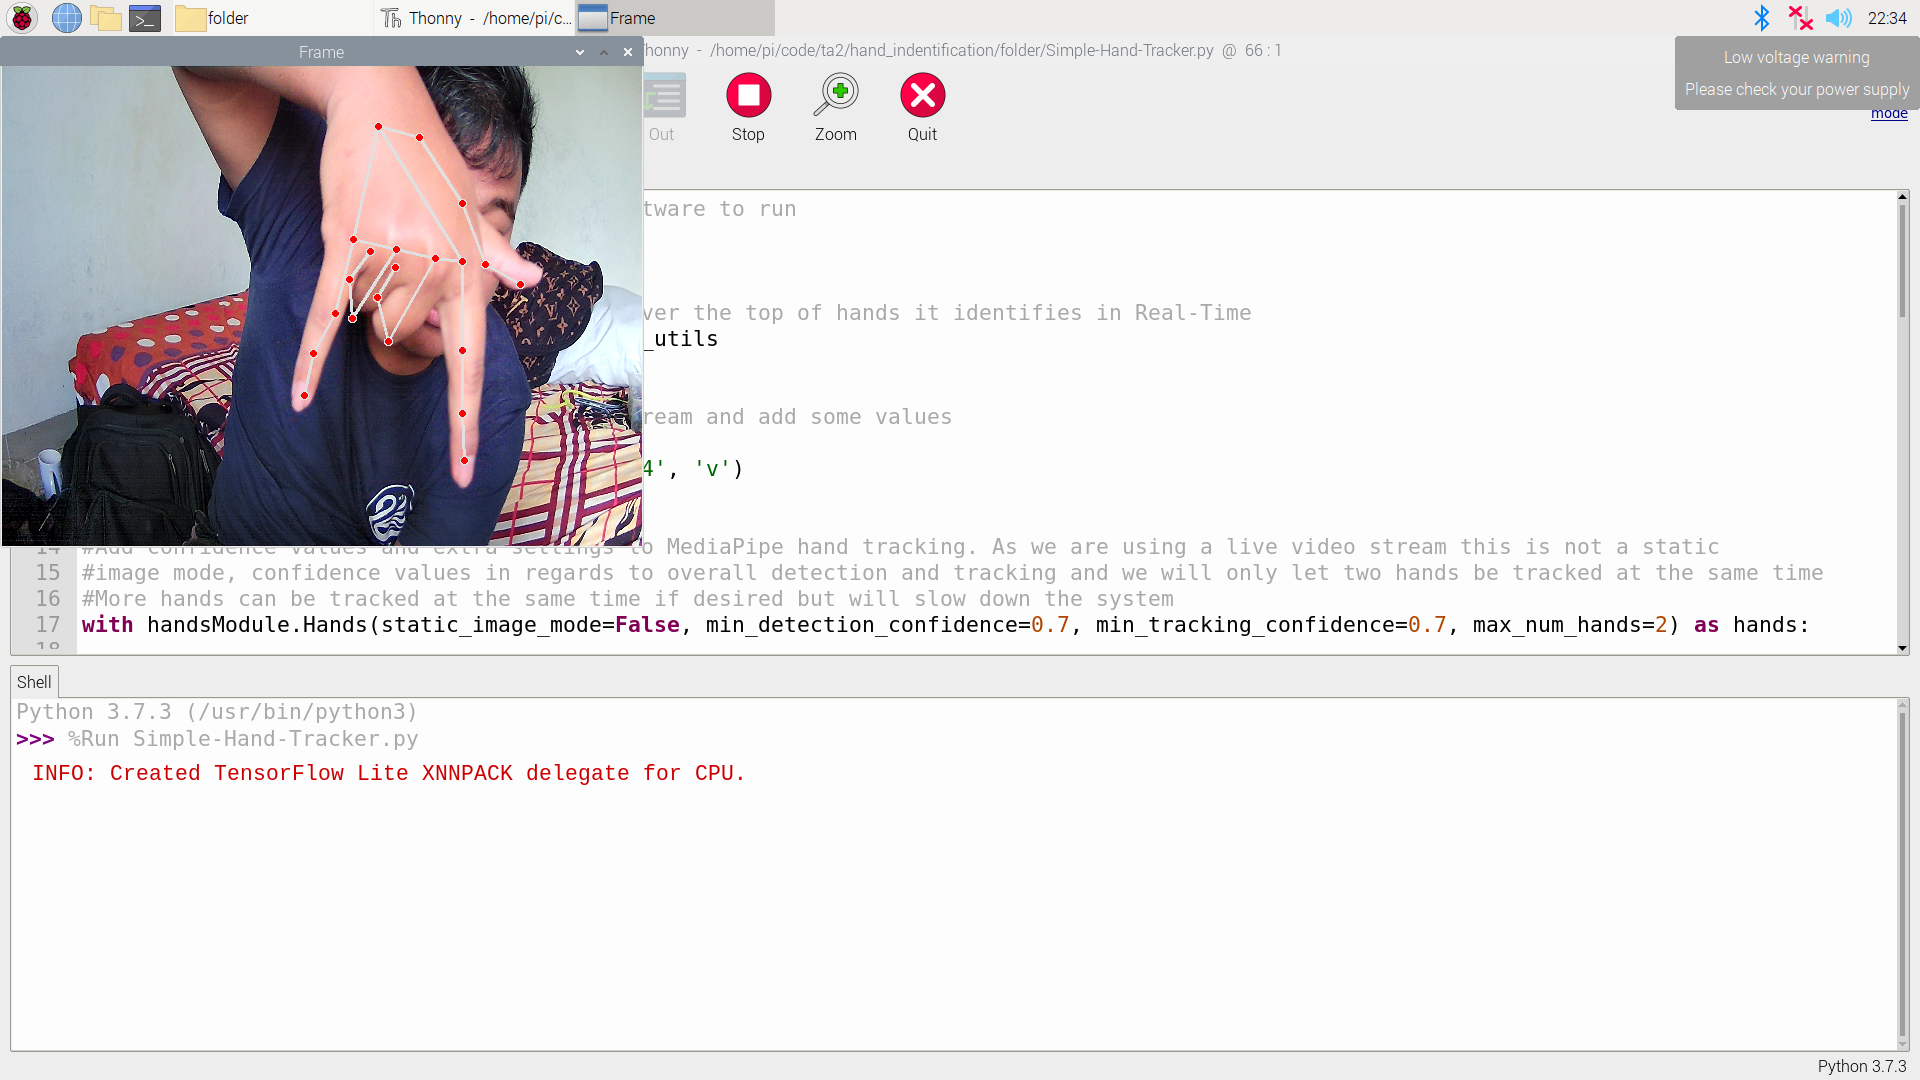 folder
Thonny - /home/pi/c...
Frame
22:34
Frame
honny - /home/pi/code/ta2/hand_indentification/folder/Simple-Hand-Tracker.py @ 66 : 1
Low voltage warning
Please check your power supply
mode
Out
Stop
Zoom
Quit
tware to run
ver the top of hands it identifies in Real-Time
_utils
ream and add some values
4', 'v')
14 #Add confidence values and extra settings to MediaPipe hand tracking. As we are using a live video stream this is not a static
15 #image mode, confidence values in regards to overall detection and tracking and we will only let two hands be tracked at the same time
16 #More hands can be tracked at the same time if desired but will slow down the system
17 with handsModule.Hands(static_image_mode=False, min_detection_confidence=0.7, min_tracking_confidence=0.7, max_num_hands=2) as hands:
18
Shell
Python 3.7.3 (/usr/bin/python3)
>>> %Run Simple-Hand-Tracker.py
INFO: Created TensorFlow Lite XNNPACK delegate for CPU.
Python 3.7.3